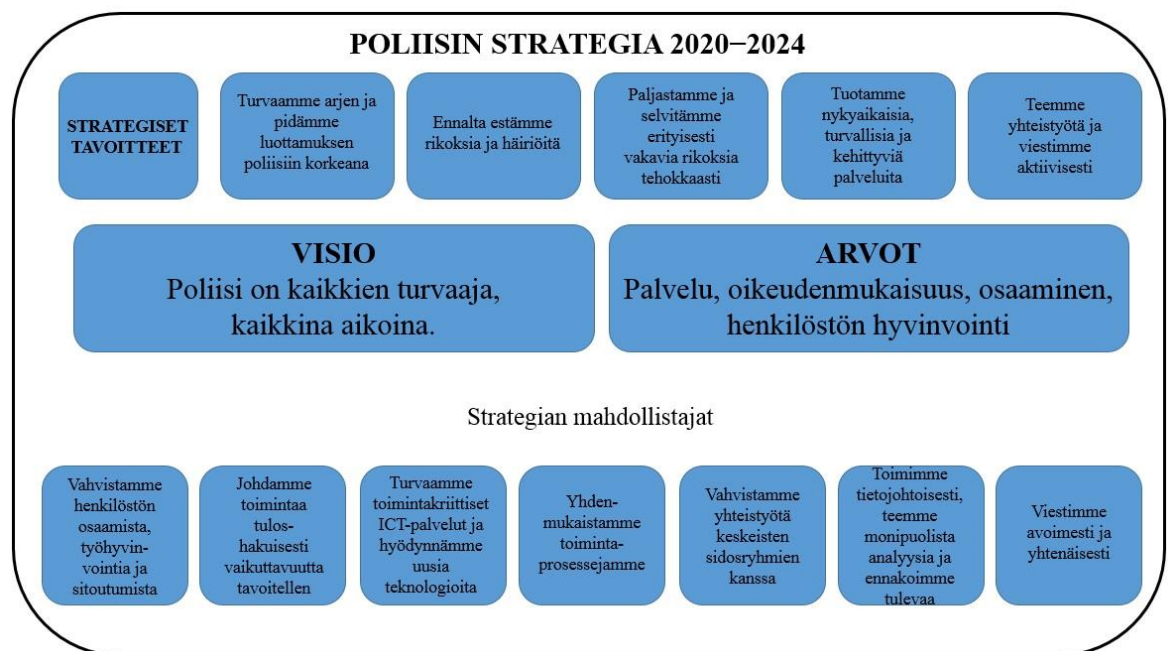 POLIISIN STRATEGIA 2020–2024
STRATEGISET
TAVOITTEET
Turvaamme arjen ja
pidämme
luottamuksen
poliisiin korkeana
Ennalta estämme
rikoksia ja häiriöitä
Paljastamme ja
selvitämme
erityisesti
vakavia rikoksia
tehokkaasti
Tuotamme
nykyaikaisia,
turvallisia ja
kehittyviä
palveluita
Teemme
yhteistyötä ja
viestimme
aktiivisesti
VISIO
Poliisi on kaikkien turvaaja,
kaikkina aikoina.
ARVOT
Palvelu, oikeudenmukaisuus, osaaminen,
henkilöstön hyvinvointi
Strategian mahdollistajat
Vahvistamme
henkilöstön
osaamista,
työhyvin-
vointia ja
sitoutumista
Johdamme
toimintaa
tulos-
hakuisesti
vaikuttavuutta
tavoitellen
Turvaamme
toimintakriittiset
ICT-palvelut ja
hyödynnämme
uusia
teknologioita
Yhden-
mukaistamme
toiminta-
prosessejamme
Vahvistamme
yhteistyötä
keskeisten
sidosryhmien
kanssa
Toimimme
tietojohtoisesti,
teemme
monipuolista
analyysia ja
ennakoimme
tulevaa
Viestimme
avoimesti ja
yhtenäisesti